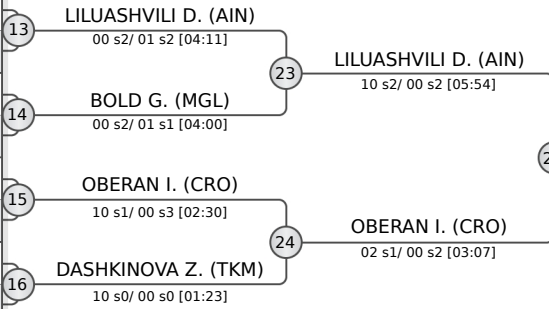 13
LILUASHVILI D. (AIN)
00 s2/ 01 s2 [04:11]
14
BOLD G. (MGL)
00 s2/ 01 s1 [04:00]
23
LILUASHVILI D. (AIN)
10 s2/ 00 s2 [05:54]
15
OBERAN I. (CRO)
10 s1/ 00 s3 [02:30]
16
DASHKINOVA Z. (TKM)
10 s0/ 00 s0 [01:23]
24
OBERAN I. (CRO)
02 s1/ 00 s2 [03:07]